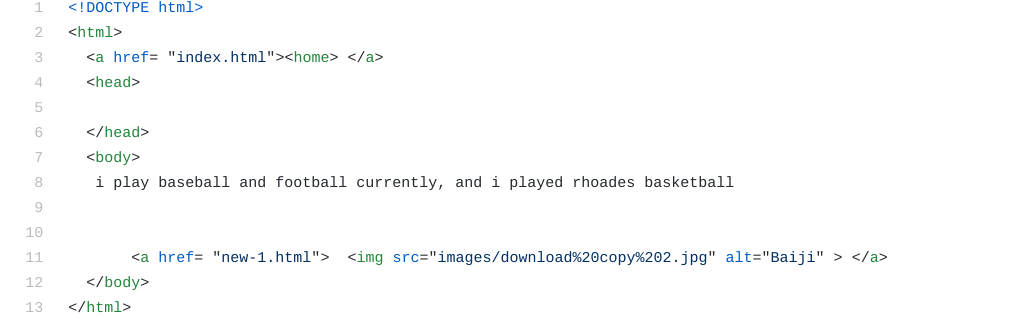 1 <!DOCTYPE html>
2 <html>
3 <a href= "index.html"><home> </a>
4 <head>
5
6 </head>
7 <body>
8 i play baseball and football currently, and i played rhoades basketball
9
10
11 <a href= "new-1.html">  <img src="images/download%20copy%202.jpg" alt="Baiji" > </a>
12 </body>
13 </html>